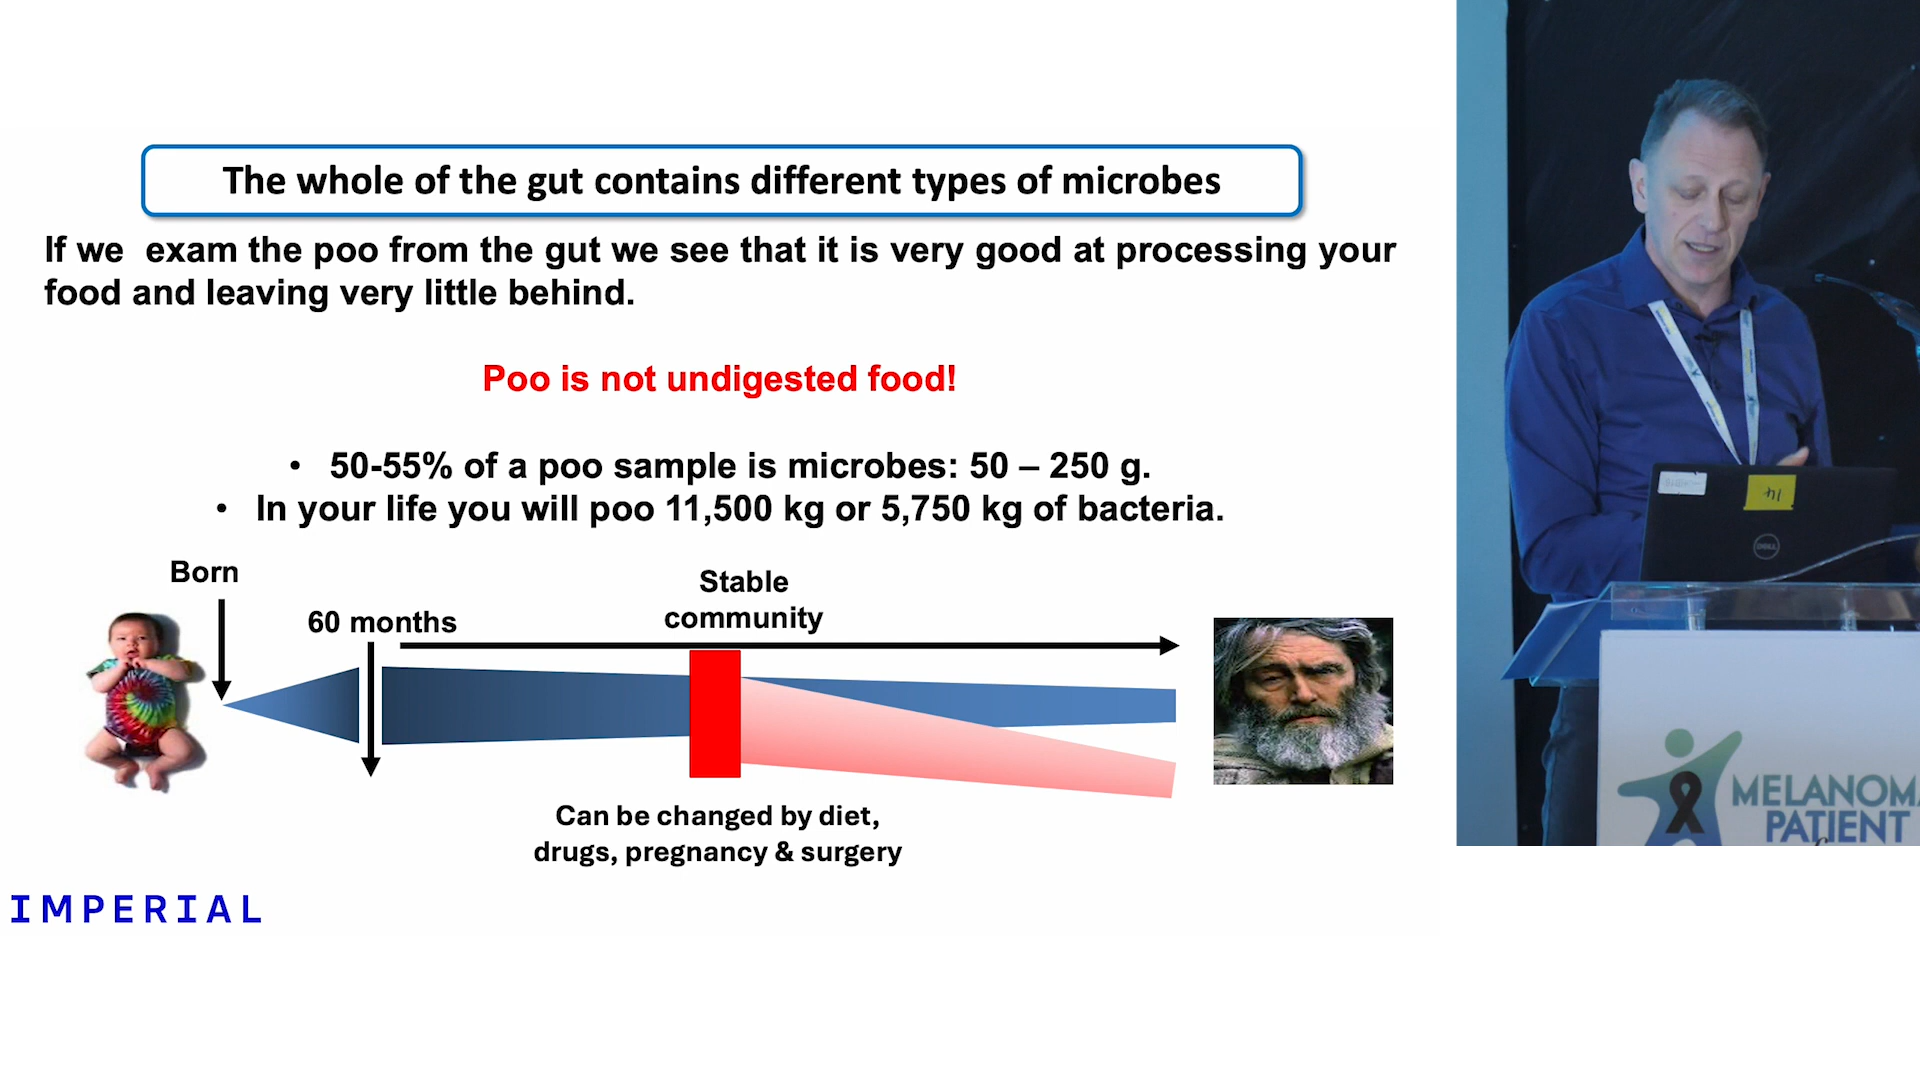 The whole of the gut contains different types of microbes
If we exam the poo from the gut we see that it is very good at processing your
food and leaving very little behind.
Poo is not undigested food!
• 50-55% of a poo sample is microbes: 50 – 250 g.
• In your life you will poo 11,500 kg or 5,750 kg of bacteria.
Born
60 months
Stable
community
Can be changed by diet,
drugs, pregnancy & surgery
IMPERIAL
14
DELL
MELANOMA
PATIENT